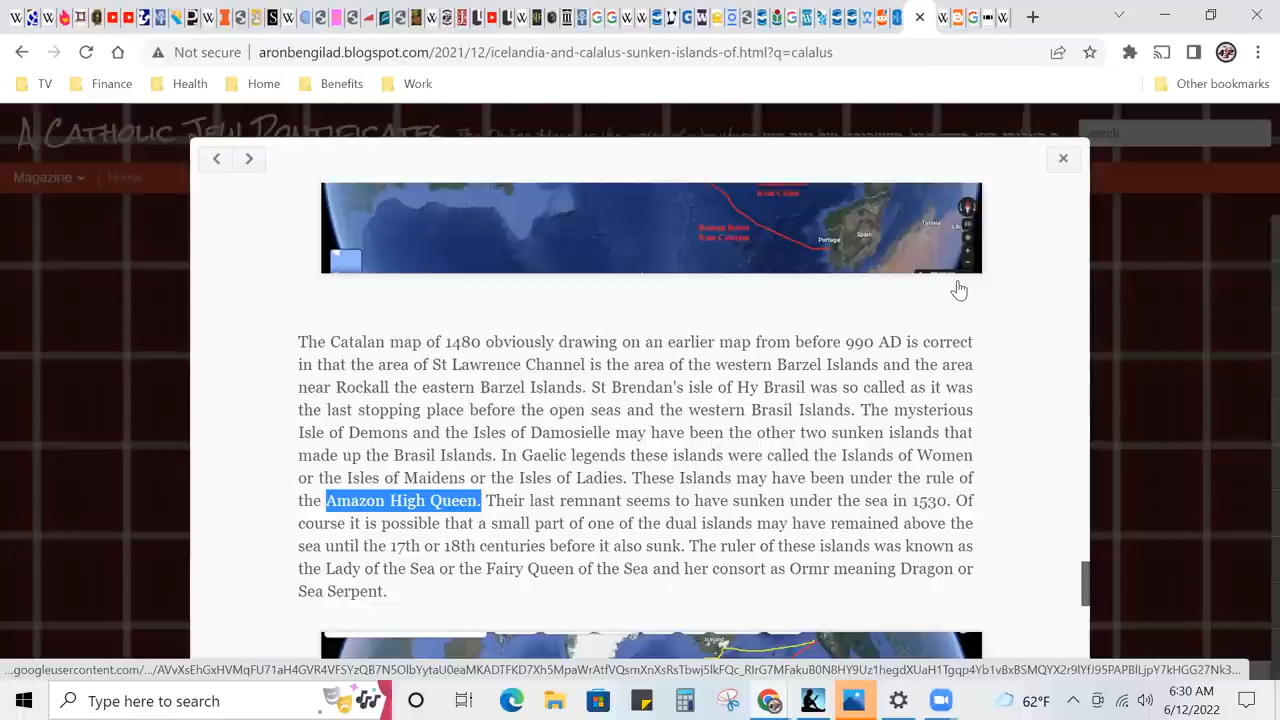 Not secure aronbengilad.blogspot.com/2021/12/icelandia-and-calalus-sunken-islands-of.html?q=calalus
TV Finance Health Home Benefits Work Other bookmarks
A Catholic Jew Pontificates
search
Magazine Home
Portugal Spain Tunisia
The Catalan map of 1480 obviously drawing on an earlier map from before 990 AD is correct
in that the area of St Lawrence Channel is the area of the western Barzel Islands and the area
near Rockall the eastern Barzel Islands. St Brendan's isle of Hy Brasil was so called as it was
the last stopping place before the open seas and the western Brasil Islands. The mysterious
Isle of Demons and the Isles of Damosielle may have been the other two sunken islands that
made up the Brasil Islands. In Gaelic legends these islands were called the Islands of Women
or the Isles of Maidens or the Isles of Ladies. These Islands may have been under the rule of
the Amazon High Queen. Their last remnant seems to have sunken under the sea in 1530. Of
course it is possible that a small part of one of the dual islands may have remained above the
sea until the 17th or 18th centuries before it also sunk. The ruler of these islands was known as
the Lady of the Sea or the Fairy Queen of the Sea and her consort as Ormr meaning Dragon or
Sea Serpent.
Iceland
Type here to search
62°F
6:30 AM
6/12/2022